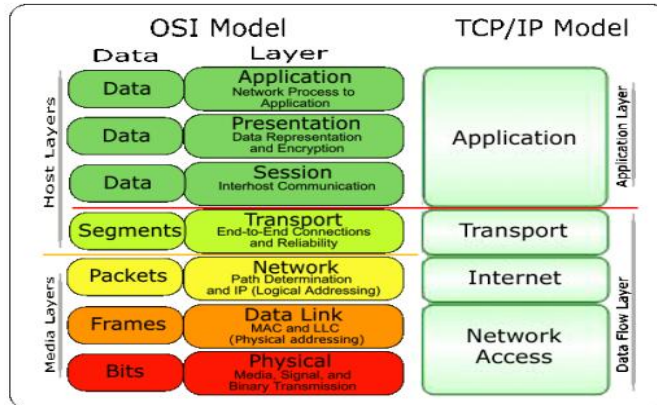 OSI Model
TCP/IP Model
Data
Layer
Host Layers
Data
Application
Network Process to
Application
Data
Presentation
Data Representation
and Encryption
Data
Session
Interhost Communication
Segments
Transport
End-to-End Connections
and Reliability
Media Layers
Packets
Network
Path Determination
and IP (Logical Addressing)
Frames
Data Link
MAC and LLC
(Physical addressing)
Bits
Physical
Media, Signal, and
Binary Transmission
Application
Application Layer
Transport
Internet
Network
Access
Data Flow Layer